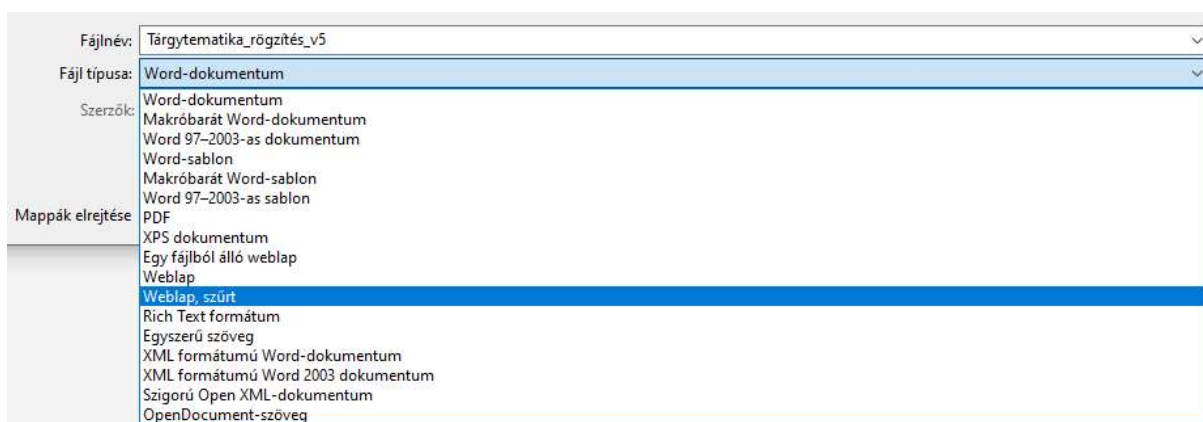 Fájlnév: Tárgytematika_rögzítés_v5
Fájl típusa: Word-dokumentum
Szerzők:
Word-dokumentum
Makróbarát Word-dokumentum
Word 97–2003-as dokumentum
Word-sablon
Makróbarát Word-sablon
Word 97–2003-as sablon
Mappák elrejtése
PDF
XPS dokumentum
Egy fájlból álló weblap
Weblap
Weblap, szűrt
Rich Text formátum
Egyszerű szöveg
XML formátumú Word-dokumentum
XML formátumú Word 2003 dokumentum
Szigorú Open XML-dokumentum
OpenDocument-szöveg